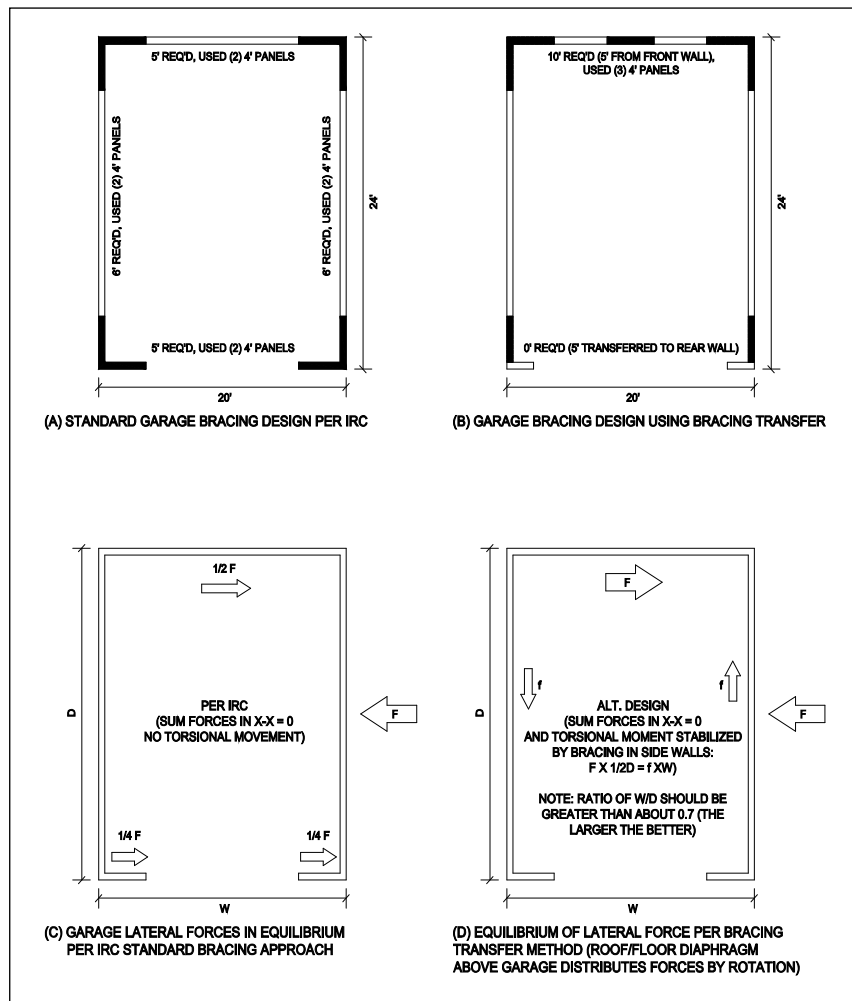 5' REQ'D, USED (2) 4' PANELS
6' REQ'D, USED (2) 4' PANELS
6' REQ'D, USED (2) 4' PANELS
24'
5' REQ'D, USED (2) 4' PANELS
20'
(A) STANDARD GARAGE BRACING DESIGN PER IRC
10' REQ'D (5' FROM FRONT WALL),
USED (3) 4' PANELS
24'
0' REQ'D (5' TRANSFERRED TO REAR WALL)
20'
(B) GARAGE BRACING DESIGN USING BRACING TRANSFER
1/2 F
D
PER IRC
(SUM FORCES IN X-X = 0
NO TORSIONAL MOVEMENT)
F
1/4 F
1/4 F
W
(C) GARAGE LATERAL FORCES IN EQUILIBRIUM
PER IRC STANDARD BRACING APPROACH
F
f
f
D
ALT. DESIGN
(SUM FORCES IN X-X = 0
AND TORSIONAL MOMENT STABILIZED
BY BRACING IN SIDE WALLS:
F X 1/2D = f XW)
F
NOTE: RATIO OF W/D SHOULD BE
GREATER THAN ABOUT 0.7 (THE
LARGER THE BETTER)
W
(D) EQUILIBRIUM OF LATERAL FORCE PER BRACING
TRANSFER METHOD (ROOF/FLOOR DIAPHRAGM
ABOVE GARAGE DISTRIBUTES FORCES BY ROTATION)